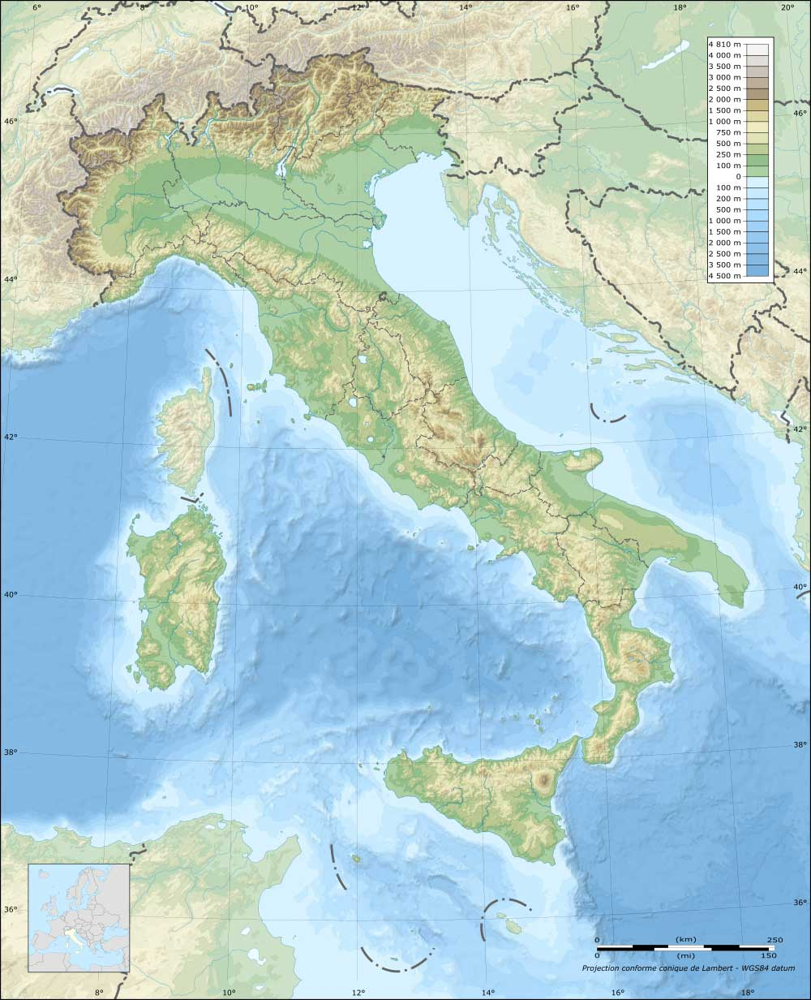 6° 8° 10° 12° 14° 16° 18° 20°
4 810 m
4 000 m
3 500 m
3 000 m
2 500 m
2 000 m
1 500 m
1 000 m
750 m
500 m
250 m
100 m
0
100 m
200 m
500 m
1 000 m
1 500 m
2 000 m
2 500 m
3 500 m
4 500 m
46° 46°
44° 44°
42° 42°
40° 40°
38° 38°
36° 36°
0 (km) 250
0 (mi) 150
Projection conforme conique de Lambert - WGS84 datum
8° 10° 12° 14° 16° 18°